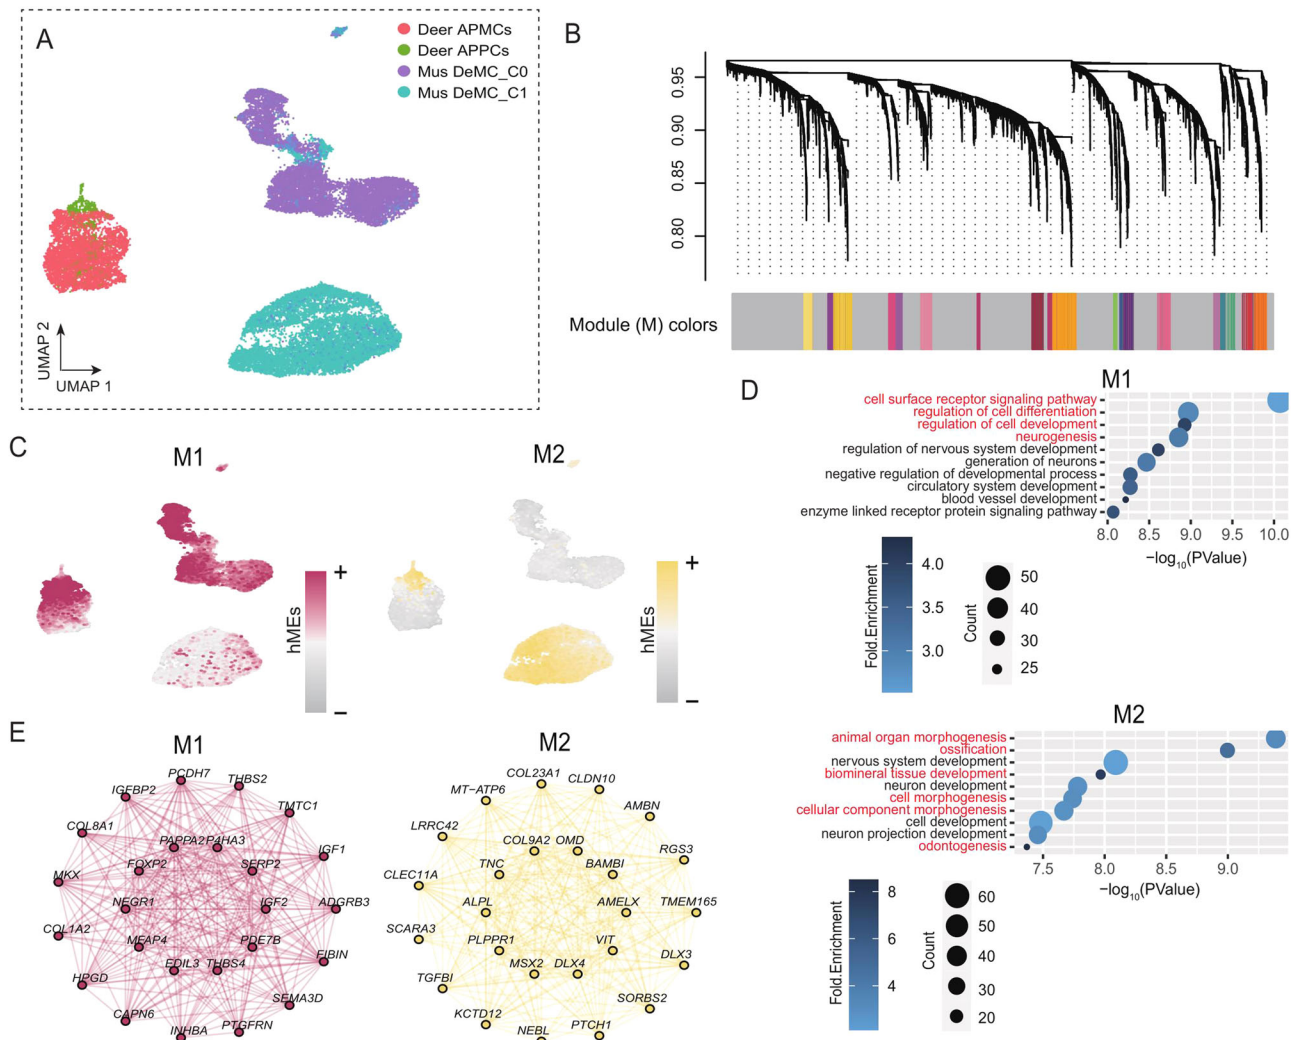 A
Deer APMCs
Deer APPCs
Mus DeMC_C0
Mus DeMC_C1
UMAP 2
UMAP 1
B
0.95
0.90
0.85
0.80
Module (M) colors
C
M1
+
hMEs
−
M2
+
hMEs
−
D
M1
cell surface receptor signaling pathway
regulation of cell differentiation
regulation of cell development
neurogenesis
regulation of nervous system development
generation of neurons
negative regulation of developmental process
circulatory system development
blood vessel development
enzyme linked receptor protein signaling pathway
8.0 8.5 9.0 9.5 10.0
−log10(PValue)
Fold.Enrichment
4.0
3.5
3.0
Count
50
40
30
25
M2
animal organ morphogenesis
ossification
nervous system development
biomineral tissue development
neuron development
cell morphogenesis
cellular component morphogenesis
cell development
neuron projection development
odontogenesis
7.5 8.0 8.5 9.0
−log10(PValue)
Fold.Enrichment
8
6
4
Count
60
50
40
30
20
E
M1
PCDH7
THBS2
IGFBP2
TMTC1
COL8A1
PAPPA2
P4HA3
IGF1
FOXP2
SERP2
MKX
NEGR1
IGF2
ADGRB3
COL1A2
MFAP4
PDE7B
FIBIN
EDIL3
THBS4
HPGD
SEMA3D
CAPN6
PTGFRN
INHBA
M2
COL23A1
CLDN10
MT−ATP6
AMBN
LRRC42
COL9A2
OMD
RGS3
TNC
BAMBI
CLEC11A
ALPL
AMELX
TMEM165
SCARA3
PLPPR1
VIT
DLX3
MSX2
DLX4
TGFBI
SORBS2
KCTD12
PTCH1
NEBL